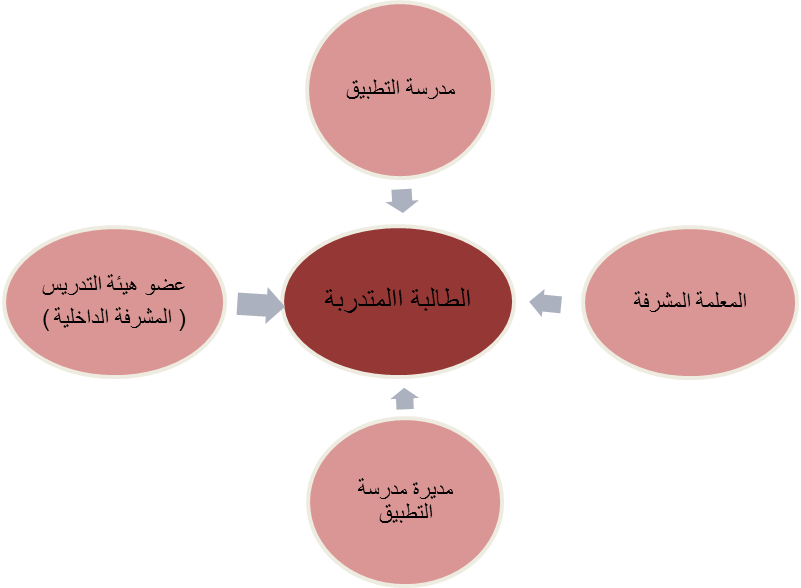 مدرسة التطبيق
المعلمة المشرفة
الطالبة االمتدربة
عضو هيئة التدريس
( المشرفة الداخلية )
مديرة مدرسة
التطبيق